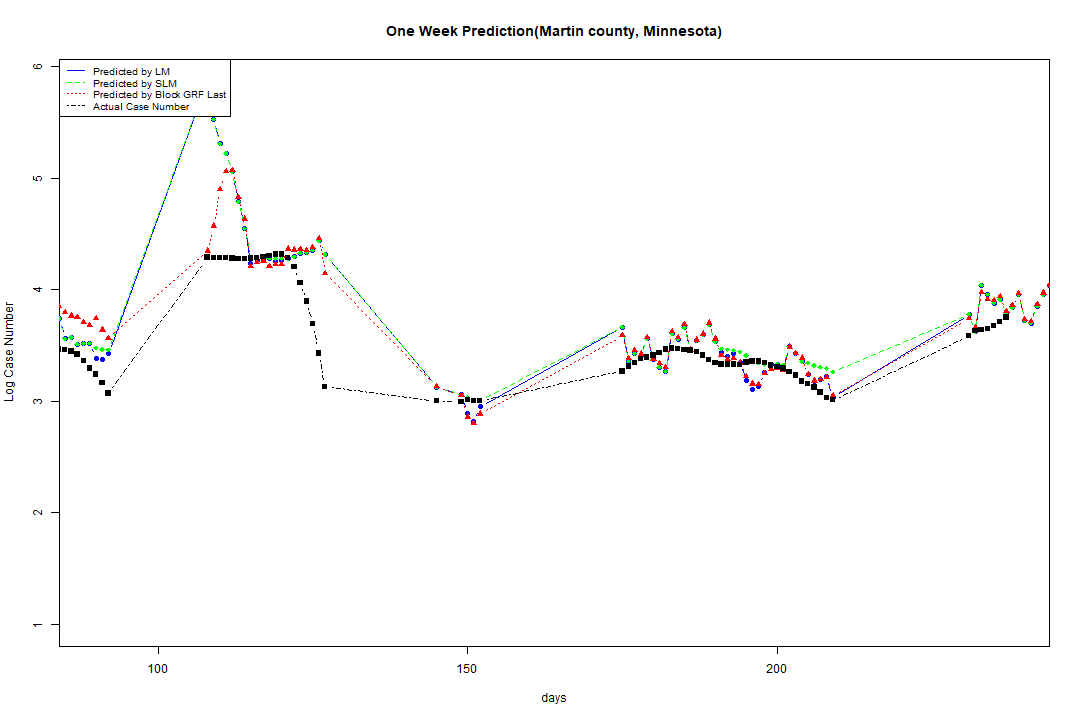 One Week Prediction(Martin county, Minnesota)
Predicted by LM
Predicted by SLM
Predicted by Block GRF Last
Actual Case Number
Log Case Number
6
5
4
3
2
1
100
150
200
days